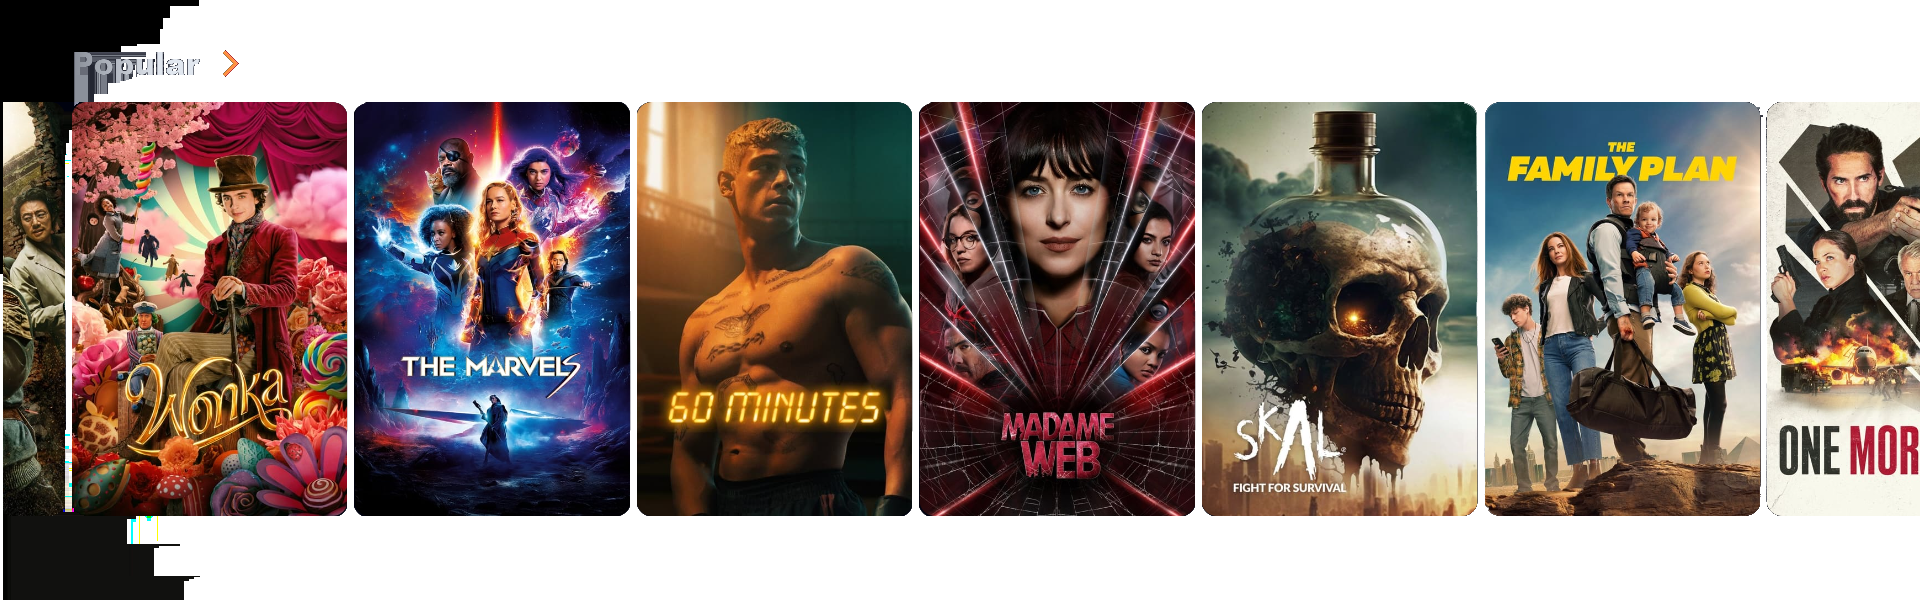 Popular
Wonka
THE MARVELS
60 MINUTES
MADAME
WEB
SKAL
FIGHT FOR SURVIVAL
THE
FAMILY PLAN
ONE MOR